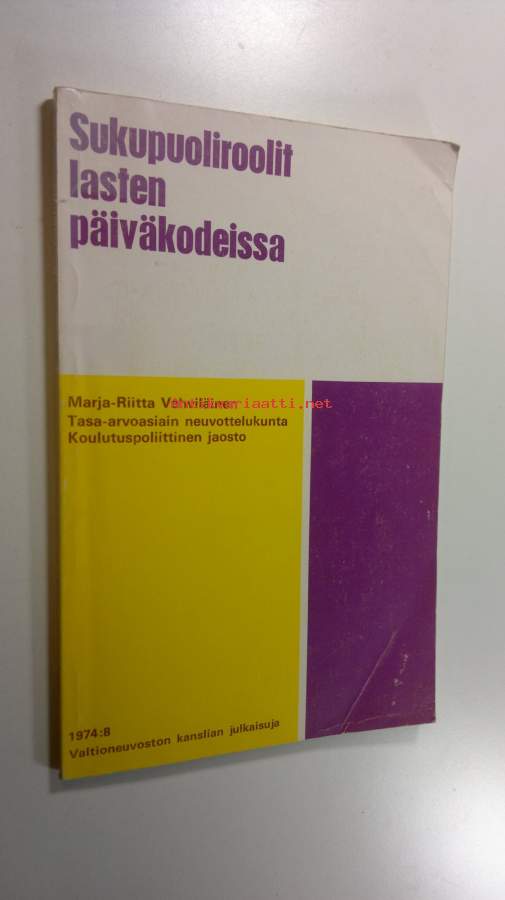 Sukupuoliroolit
lasten
päiväkodeissa
Marja-Riitta
Tasa-arvoasiain neuvottelukunta
Koulutuspoliittinen jaosto
1974:8
Valtioneuvoston kanslian julkaisuja